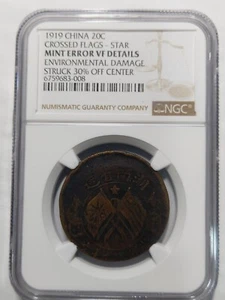 1919 CHINA 20C
CROSSED FLAGS - STAR
MINT ERROR VF DETAILS
ENVIRONMENTAL DAMAGE
STRUCK 30% OFF CENTER
6759683-008
NUMISMATIC GUARANTY COMPANY
NGC